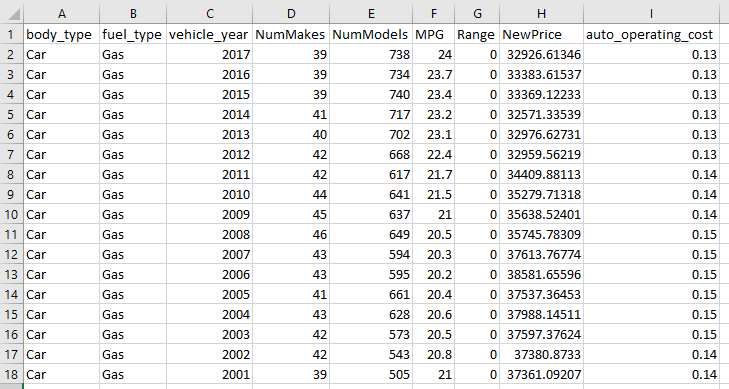 A B C D E F G H I
1 body_type fuel_type vehicle_year NumMakes NumModels MPG Range NewPrice auto_operating_cost
2 Car Gas 2017 39 738 24 0 32926.61346 0.13
3 Car Gas 2016 39 734 23.7 0 33383.61537 0.13
4 Car Gas 2015 39 740 23.4 0 33369.12233 0.13
5 Car Gas 2014 41 717 23.2 0 32571.33539 0.13
6 Car Gas 2013 40 702 23.1 0 32976.62731 0.13
7 Car Gas 2012 42 668 22.4 0 32959.56219 0.13
8 Car Gas 2011 42 617 21.7 0 34409.88113 0.14
9 Car Gas 2010 44 641 21.5 0 35279.71318 0.14
10 Car Gas 2009 45 637 21 0 35638.52401 0.14
11 Car Gas 2008 46 649 20.5 0 35745.78309 0.15
12 Car Gas 2007 43 594 20.3 0 37613.76774 0.15
13 Car Gas 2006 43 595 20.2 0 38581.65596 0.15
14 Car Gas 2005 41 661 20.4 0 37537.36453 0.15
15 Car Gas 2004 43 628 20.6 0 37988.14511 0.15
16 Car Gas 2003 42 573 20.5 0 37597.37624 0.15
17 Car Gas 2002 42 543 20.8 0 37380.8733 0.14
18 Car Gas 2001 39 505 21 0 37361.09207 0.14